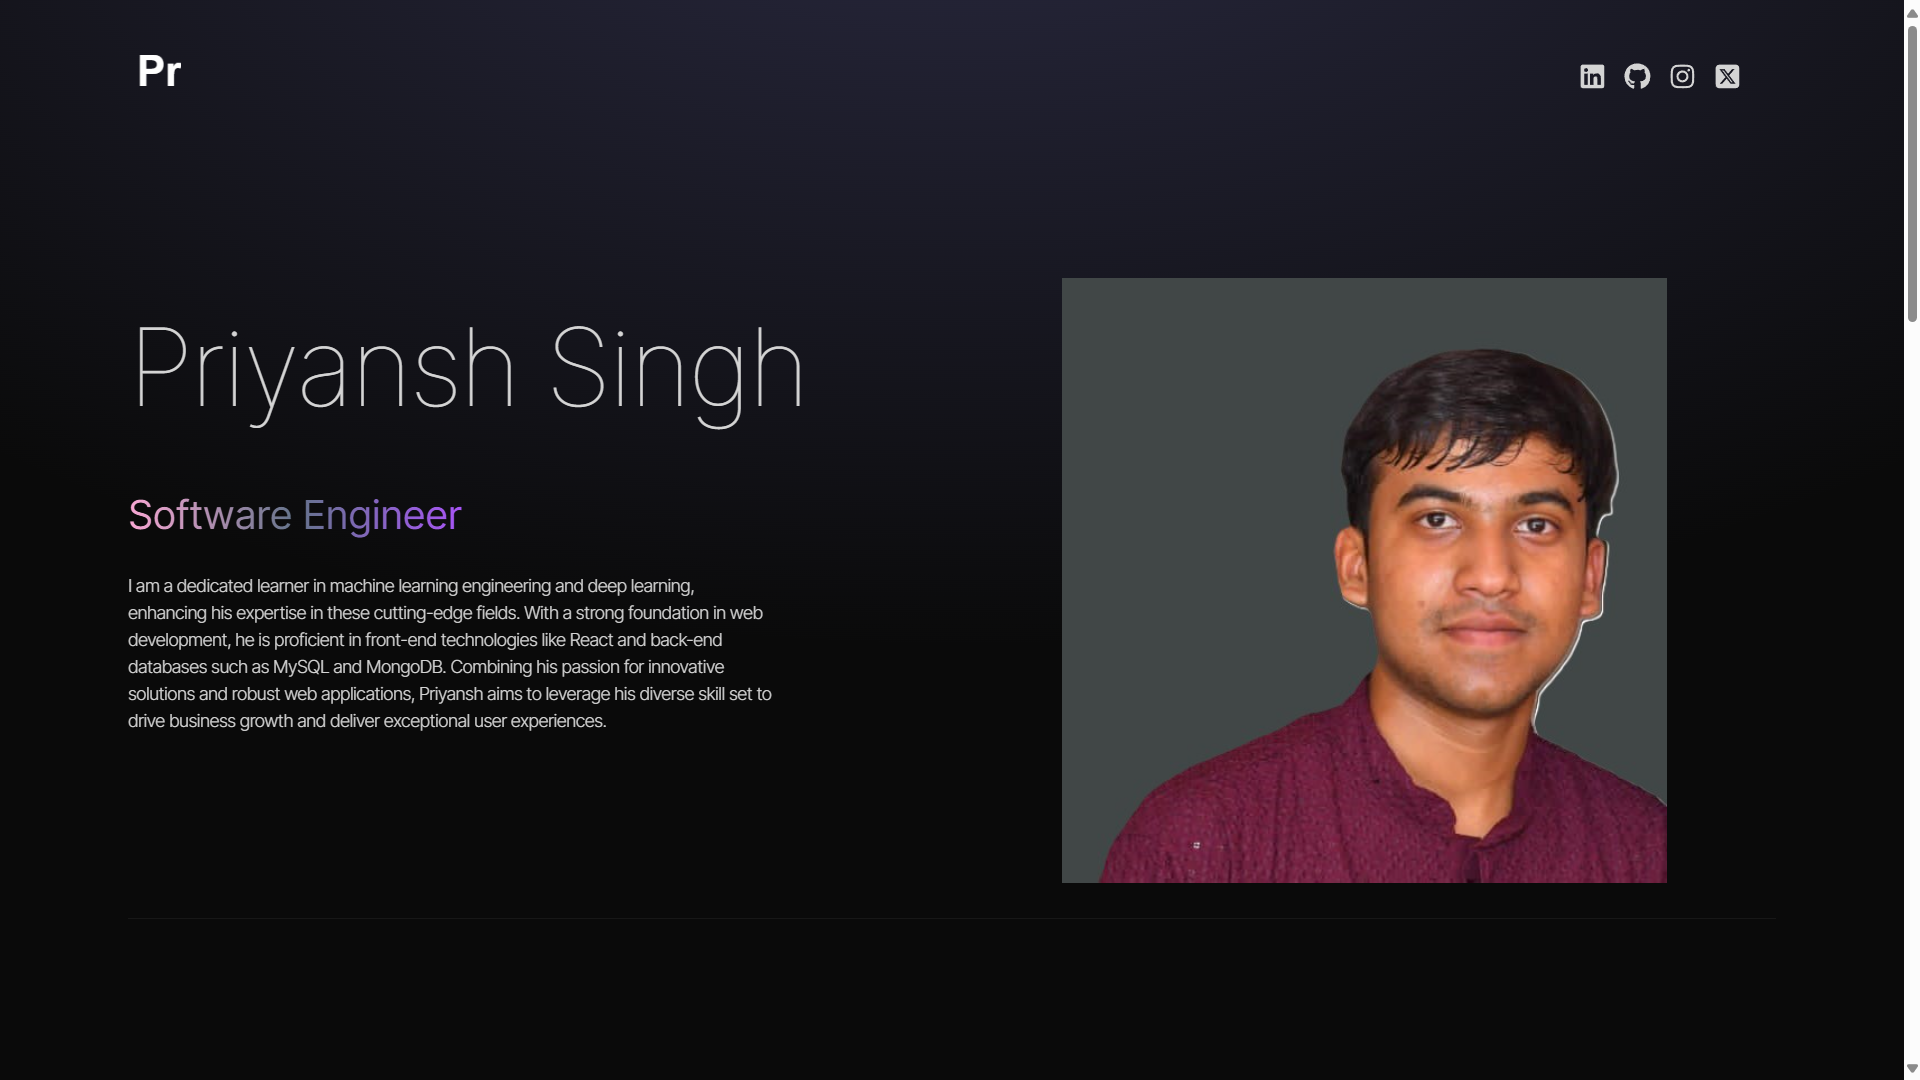 Pr
Priyansh Singh
Software Engineer
I am a dedicated learner in machine learning engineering and deep learning,
enhancing his expertise in these cutting-edge fields. With a strong foundation in web
development, he is proficient in front-end technologies like React and back-end
databases such as MySQL and MongoDB. Combining his passion for innovative
solutions and robust web applications, Priyansh aims to leverage his diverse skill set to
drive business growth and deliver exceptional user experiences.